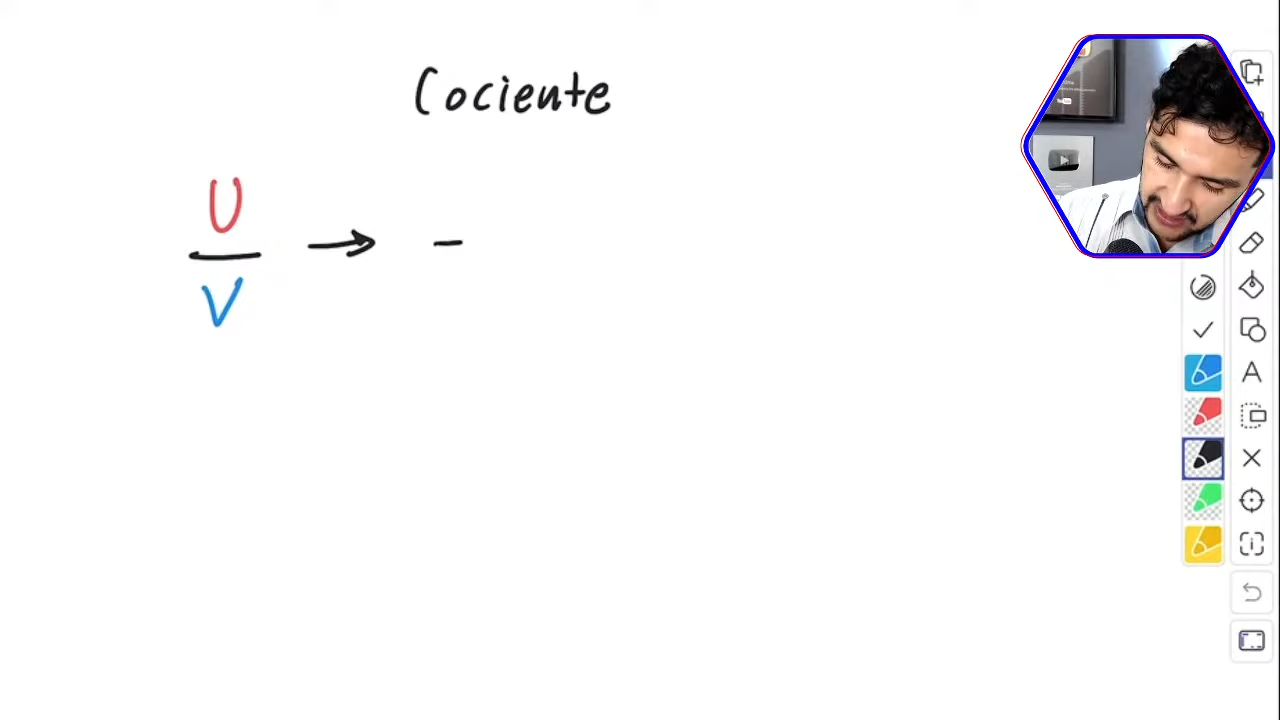 Cociente
U
— → -
V
A